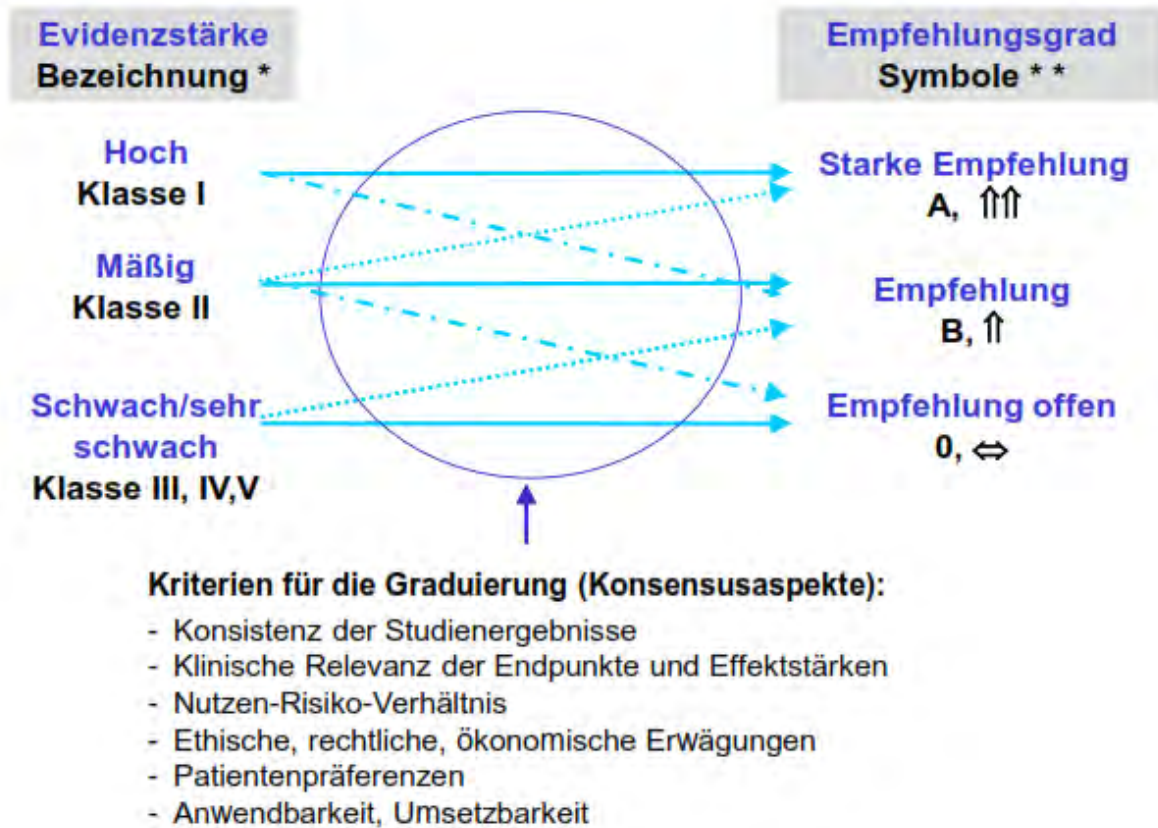 Evidenzstärke
Bezeichnung *
Empfehlungsgrad
Symbole * *
Hoch
Klasse I
Starke Empfehlung
A, ⇑⇑
Mäßig
Klasse II
Empfehlung
B, ⇑
Schwach/sehr
schwach
Klasse III, IV,V
Empfehlung offen
0, ⇔
Kriterien für die Graduierung (Konsensusaspekte):
- Konsistenz der Studienergebnisse
- Klinische Relevanz der Endpunkte und Effektstärken
- Nutzen-Risiko-Verhältnis
- Ethische, rechtliche, ökonomische Erwägungen
- Patientenpräferenzen
- Anwendbarkeit, Umsetzbarkeit